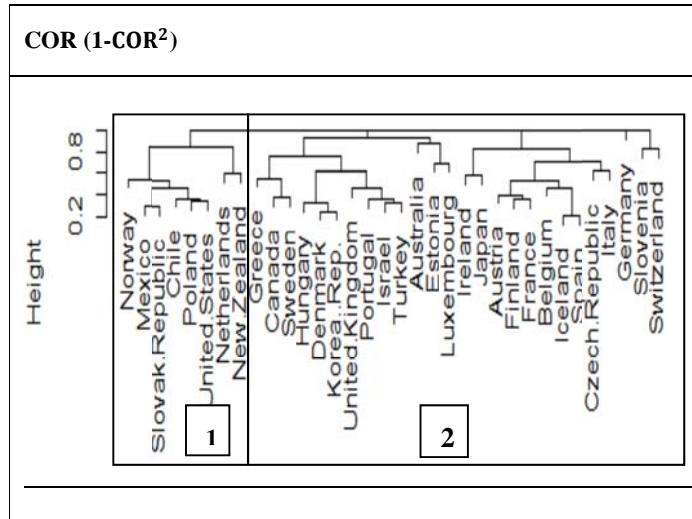 COR (1-COR²)
0.8
0.2
Height
Norway
Mexico
Slovak.Republic
Chile
Poland
United.States
Netherlands
New.Zealand
Greece
Canada
Sweden
Hungary
Denmark
Korea..Rep.
United.Kingdom
Portugal
Israel
Turkey
Australia
Estonia
Luxembourg
Ireland
Japan
Austria
Finland
France
Belgium
Iceland
Spain
Czech.Republic
Italy
Germany
Slovenia
Switzerland
1
2